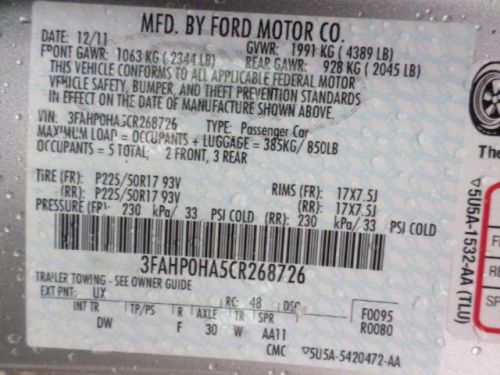 MFD. BY FORD MOTOR CO.
DATE: 12/11 GVWR: 1991 KG ( 4389 LB)
FRONT GAWR: 1063 KG ( 2344 LB) REAR GAWR: 928 KG ( 2045 LB)
THIS VEHICLE CONFORMS TO ALL APPLICABLE FEDERAL MOTOR
VEHICLE SAFETY, BUMPER, AND THEFT PREVENTION STANDARDS
IN EFFECT ON THE DATE OF MANUFACTURE SHOWN ABOVE.
VIN: 3FAHP0HA5CR268726 TYPE: Passenger Car
MAXIMUM LOAD = OCCUPANTS + LUGGAGE = 385KG/ 850LB
OCCUPANTS = 5 TOTAL, 2 FRONT, 3 REAR
TIRE (FR): P225/50R17 93V RIMS (FR): 17X7.5J
(RR): P225/50R17 93V (RR): 17X7.5J
PRESSURE (FR): 230 kPa/ 33 PSI COLD (RR): 230 kPa/ 33 PSI COLD
3FAHP0HA5CR268726
TRAILER TOWING - SEE OWNER GUIDE
EXT PNT: UX RC: 48 DSO: F0095
INT TR TP/PS R AXLE TR SPR R0080
DW F 30 W AA11
CMC ▽5U5A-5420472-AA
The
▽5U5A-1532-AA (TLU)
F
RE
SP